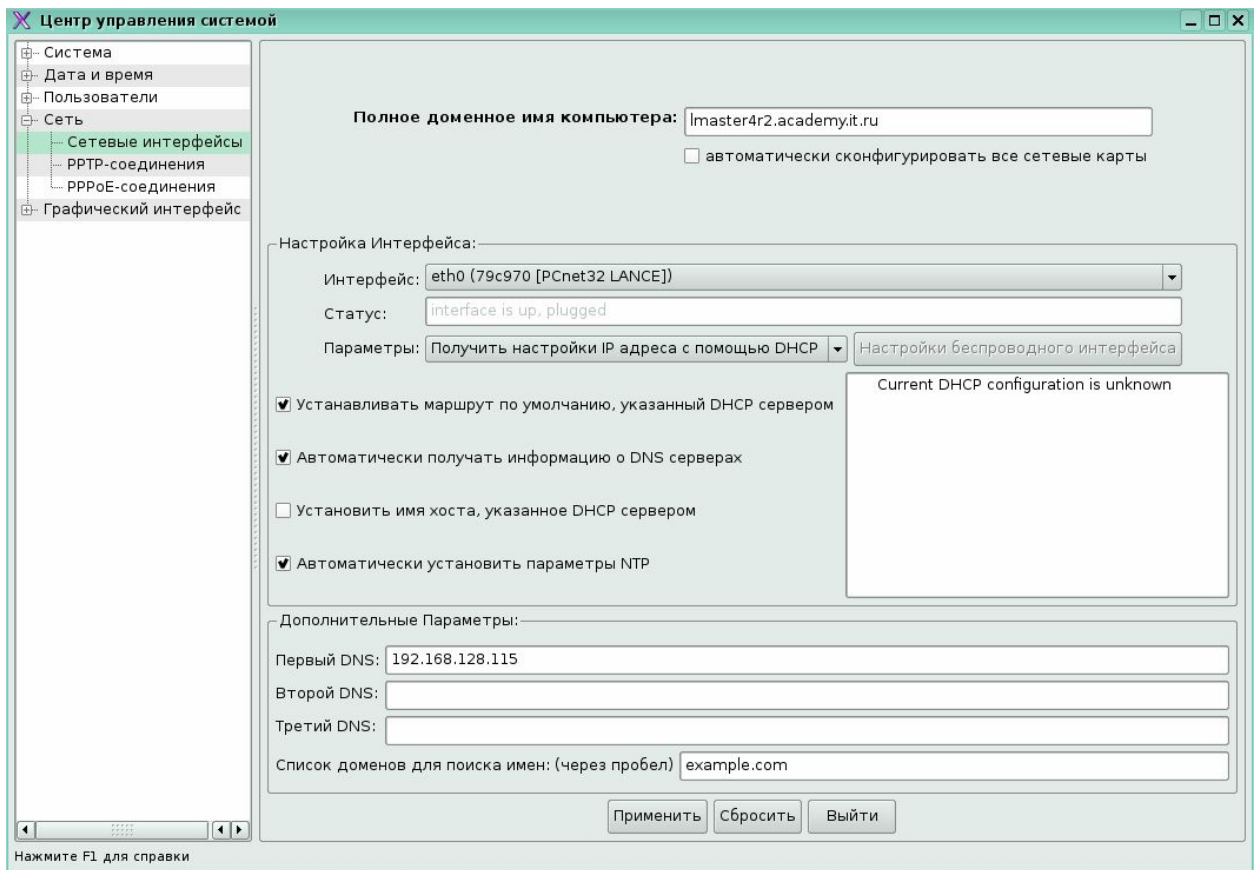 Центр управления системой
Система
Дата и время
Пользователи
Сеть
Сетевые интерфейсы
PPTP-соединения
PPPoE-соединения
Графический интерфейс
Полное доменное имя компьютера: lmaster4r2.academy.it.ru
автоматически сконфигурировать все сетевые карты
Настройка Интерфейса:
Интерфейс: eth0 (79c970 [PCnet32 LANCE])
Статус: interface is up, plugged
Параметры: Получить настройки IP адреса с помощью DHCP Настройки беспроводного интерфейса
Current DHCP configuration is unknown
Устанавливать маршрут по умолчанию, указанный DHCP сервером
Автоматически получать информацию о DNS серверах
Установить имя хоста, указанное DHCP сервером
Автоматически установить параметры NTP
Дополнительные Параметры:
Первый DNS: 192.168.128.115
Второй DNS:
Третий DNS:
Список доменов для поиска имен: (через пробел) example.com
Применить Сбросить Выйти
Нажмите F1 для справки